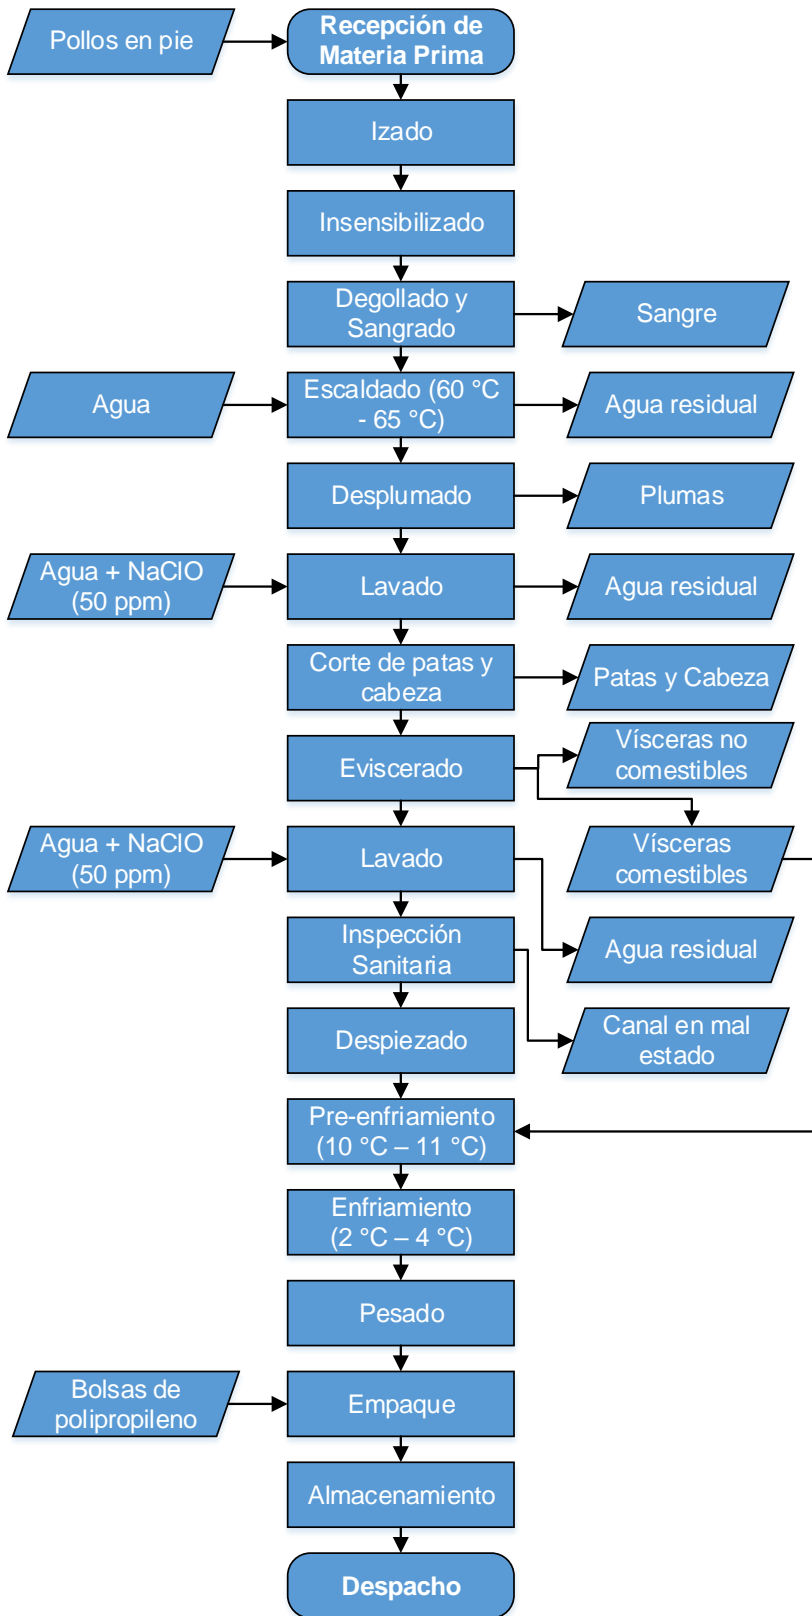 Pollos en pie
Recepción de
Materia Prima
Izado
Insensibilizado
Degollado y
Sangrado
Sangre
Agua
Escaldado (60 °C
- 65 °C)
Agua residual
Desplumado
Plumas
Agua + NaClO
(50 ppm)
Lavado
Agua residual
Corte de patas y
cabeza
Patas y Cabeza
Eviscerado
Vísceras no
comestibles
Agua + NaClO
(50 ppm)
Lavado
Vísceras
comestibles
Inspección
Sanitaria
Agua residual
Despiezado
Canal en mal
estado
Pre-enfriamiento
(10 °C – 11 °C)
Enfriamiento
(2 °C – 4 °C)
Pesado
Bolsas de
polipropileno
Empaque
Almacenamiento
Despacho